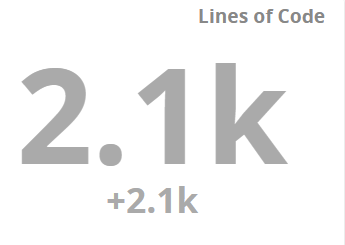 Lines of Code
2.1k
+2.1k